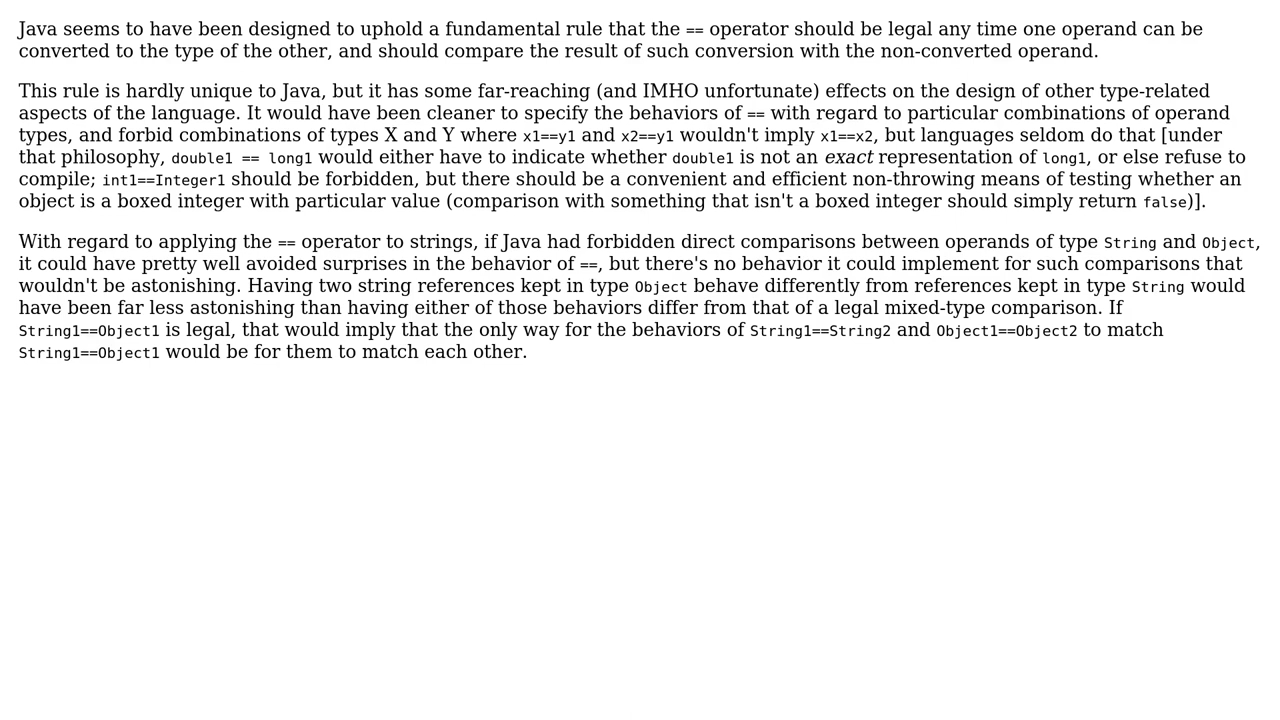 Java seems to have been designed to uphold a fundamental rule that the == operator should be legal any time one operand can be
converted to the type of the other, and should compare the result of such conversion with the non-converted operand.
This rule is hardly unique to Java, but it has some far-reaching (and IMHO unfortunate) effects on the design of other type-related
aspects of the language. It would have been cleaner to specify the behaviors of == with regard to particular combinations of operand
types, and forbid combinations of types X and Y where x1==y1 and x2==y1 wouldn't imply x1==x2, but languages seldom do that [under
that philosophy, double1 == long1 would either have to indicate whether double1 is not an exact representation of long1, or else refuse to
compile; int1==Integer1 should be forbidden, but there should be a convenient and efficient non-throwing means of testing whether an
object is a boxed integer with particular value (comparison with something that isn't a boxed integer should simply return false)].
With regard to applying the == operator to strings, if Java had forbidden direct comparisons between operands of type String and Object,
it could have pretty well avoided surprises in the behavior of ==, but there's no behavior it could implement for such comparisons that
wouldn't be astonishing. Having two string references kept in type Object behave differently from references kept in type String would
have been far less astonishing than having either of those behaviors differ from that of a legal mixed-type comparison. If
String1==Object1 is legal, that would imply that the only way for the behaviors of String1==String2 and Object1==Object2 to match
String1==Object1 would be for them to match each other.